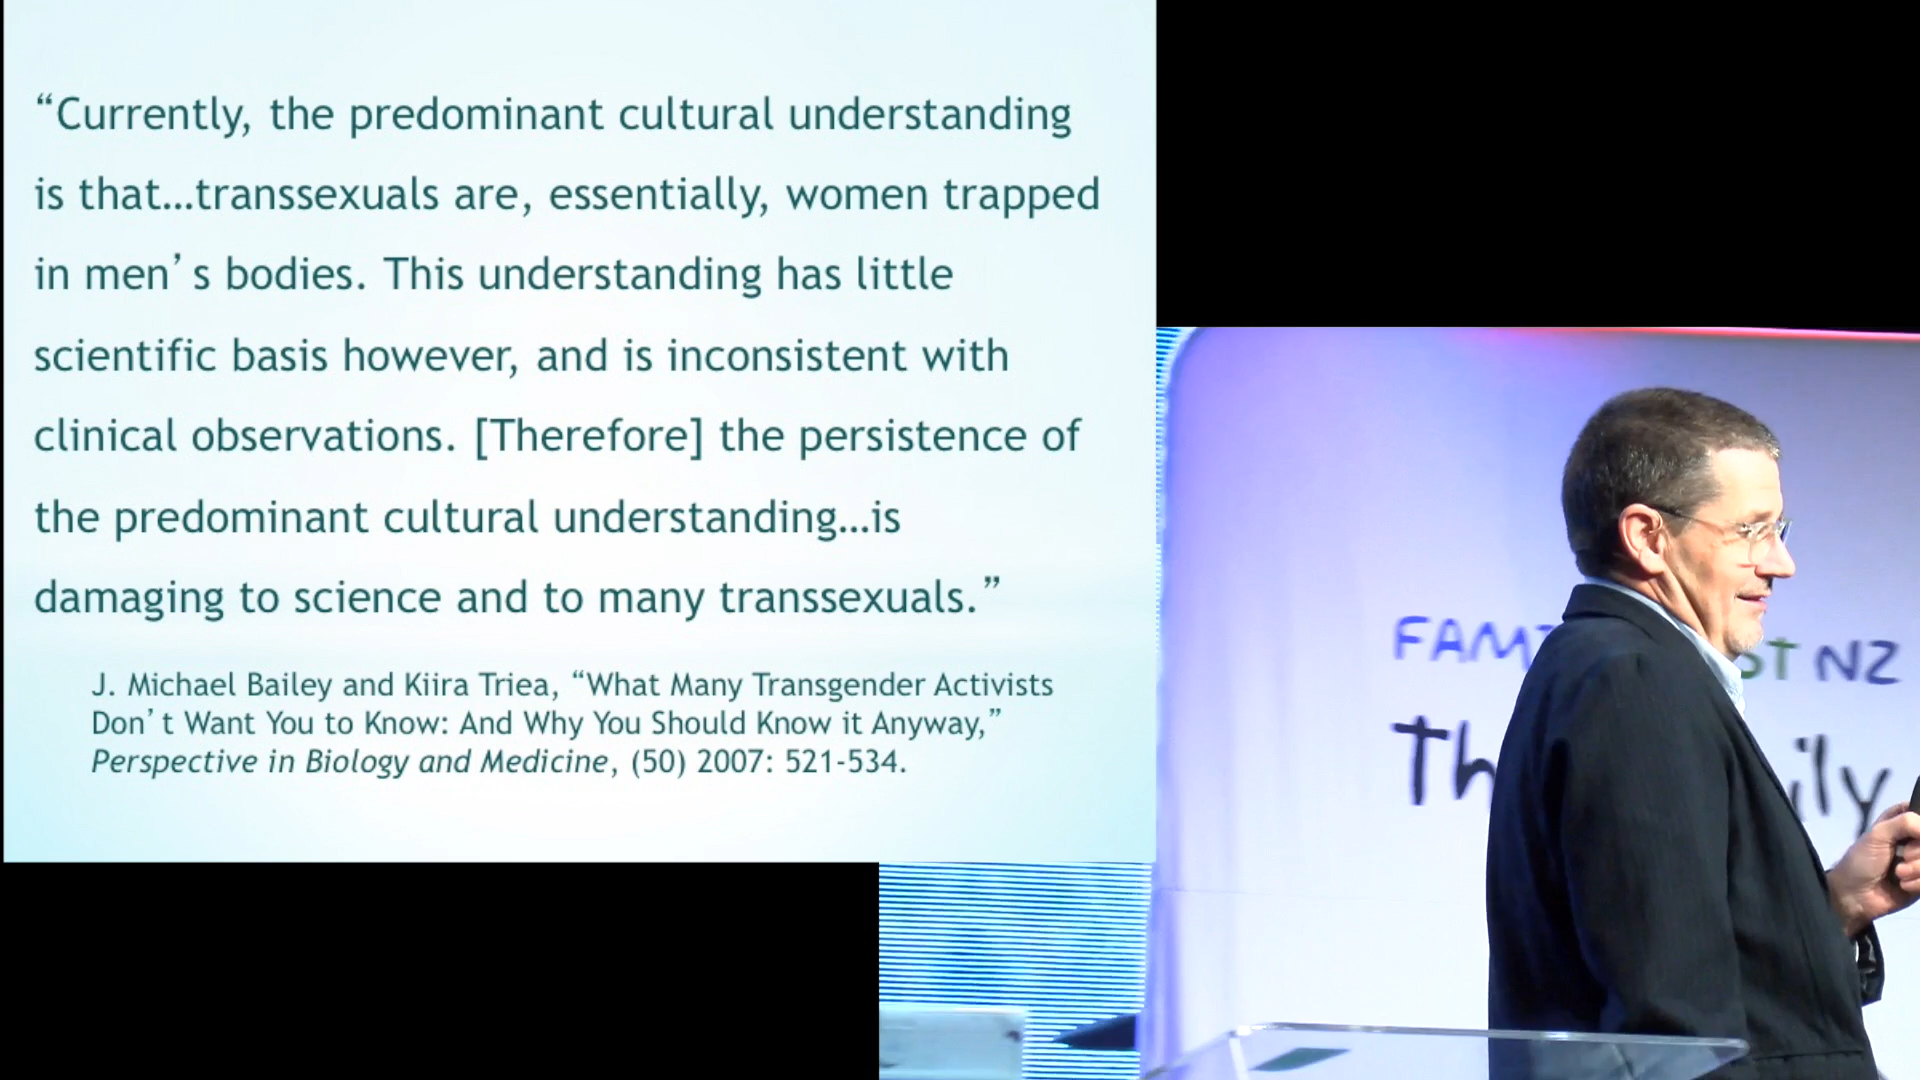 “Currently, the predominant cultural understanding
is that…transsexuals are, essentially, women trapped
in men’s bodies. This understanding has little
scientific basis however, and is inconsistent with
clinical observations. [Therefore] the persistence of
the predominant cultural understanding…is
damaging to science and to many transsexuals.”
J. Michael Bailey and Kiira Triea, “What Many Transgender Activists
Don’t Want You to Know: And Why You Should Know it Anyway,”
Perspective in Biology and Medicine, (50) 2007: 521-534.
NZ